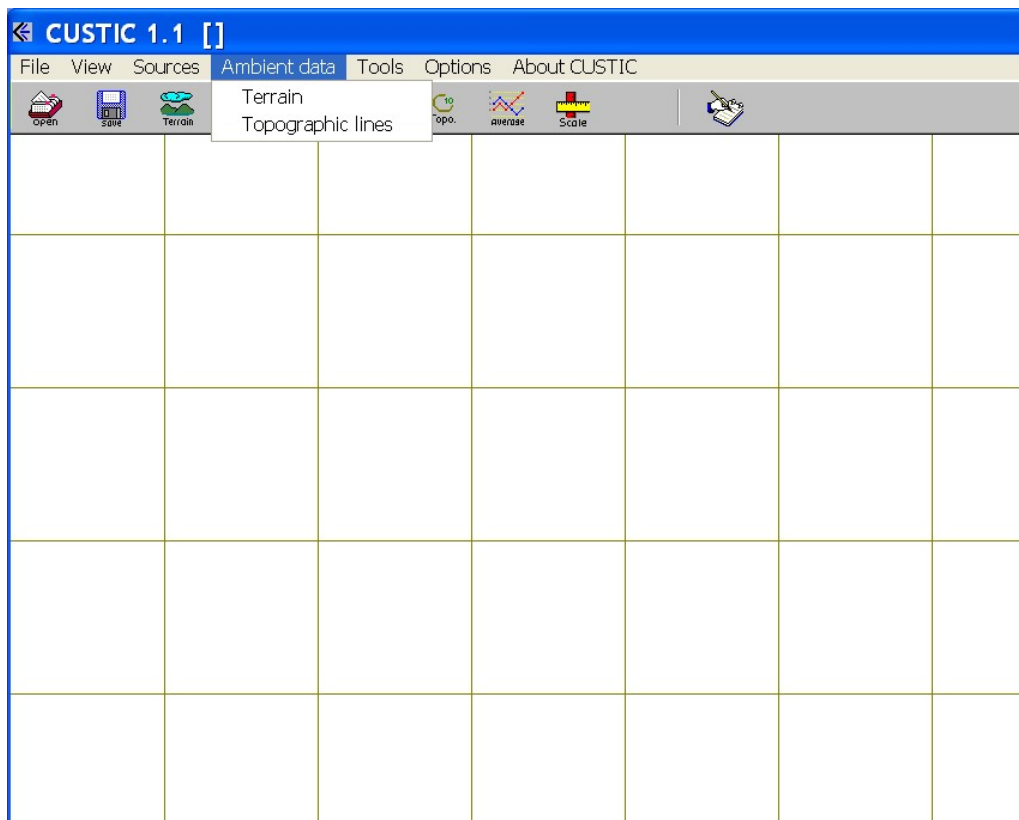 CUSTIC 1.1 []
File View Sources Ambient data Tools Options About CUSTIC
Terrain
Topographic lines
open save Terrain opo. average Scale